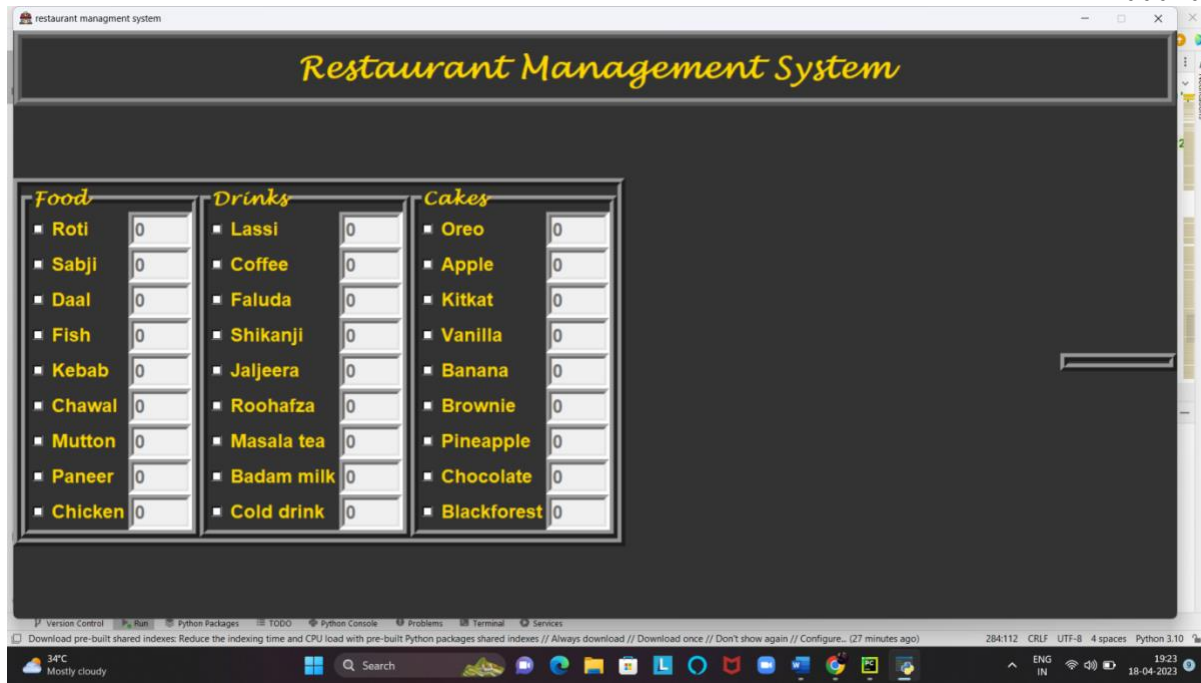 restaurant managment system
Restaurant Management System
Food Drinks Cakes
Roti 0 Lassi 0 Oreo 0
Sabji 0 Coffee 0 Apple 0
Daal 0 Faluda 0 Kitkat 0
Fish 0 Shikanji 0 Vanilla 0
Kebab 0 Jaljeera 0 Banana 0
Chawal 0 Roohafza 0 Brownie 0
Mutton 0 Masala tea 0 Pineapple 0
Paneer 0 Badam milk 0 Chocolate 0
Chicken 0 Cold drink 0 Blackforest 0
Version Control Run Python Packages TODO Python Console Problems Terminal Services
Download pre-built shared indexes: Reduce the indexing time and CPU load with pre-built Python packages shared indexes // Always download // Download once // Don't show again // Configure... (27 minutes ago) 284:112 CRLF UTF-8 4 spaces Python 3.10
34°C Search ENG 19:23
Mostly cloudy IN 18-04-2023